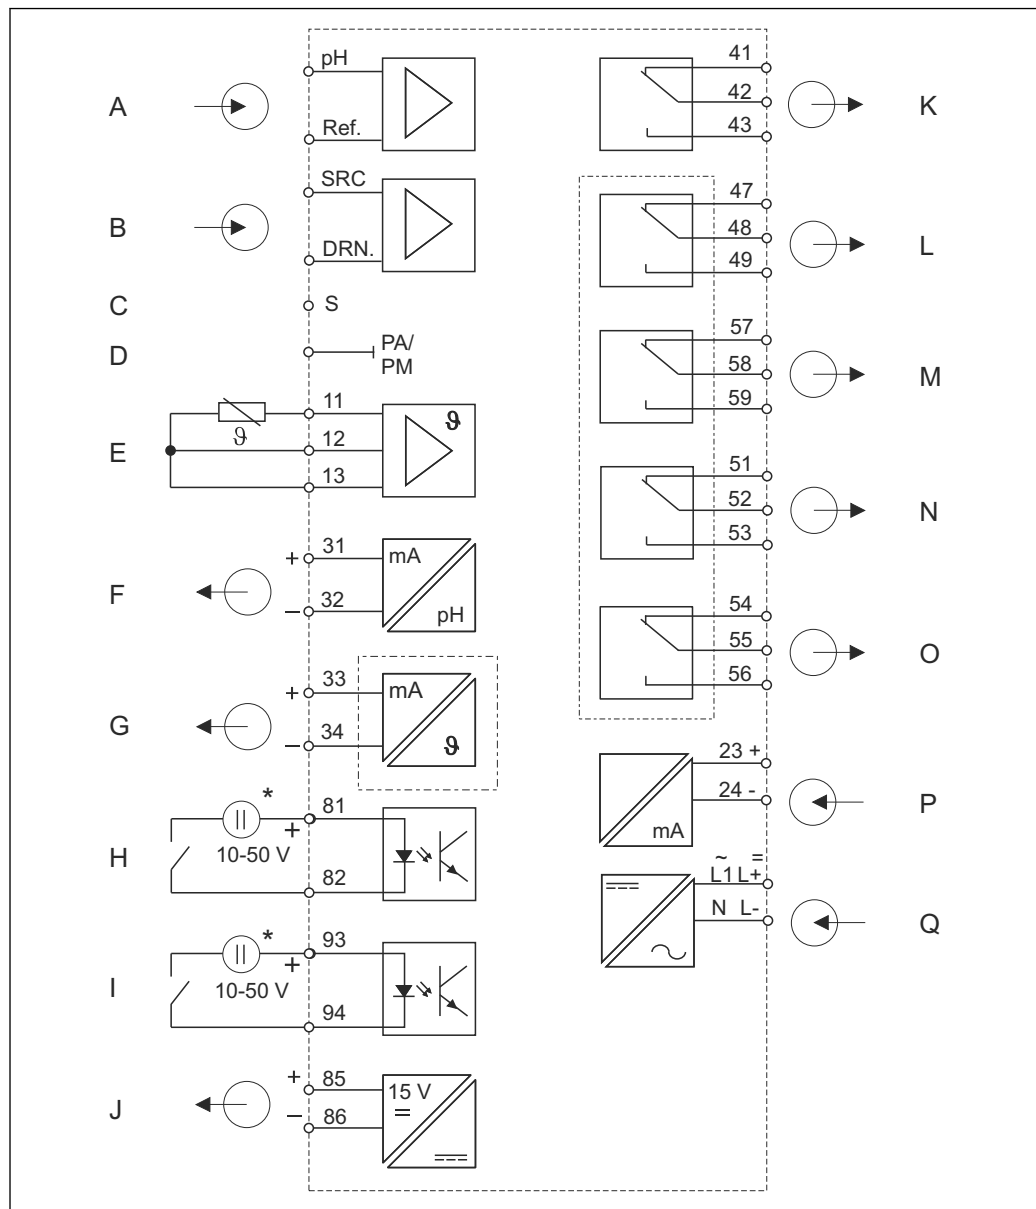 A
pH
Ref.
B
SRC
DRN.
C
S
D
PA/
PM
E
ϑ
11
12
13
ϑ
F
+
31
−
32
mA
pH
G
+
33
−
34
mA
ϑ
H
*
+
10-50 V
81
82
I
*
+
10-50 V
93
94
J
+
85
−
86
15 V
=
41
42
43
K
47
48
49
L
57
58
59
M
51
52
53
N
54
55
56
O
23 +
24 -
mA
P
~ =
L1 L+
N L-
Q